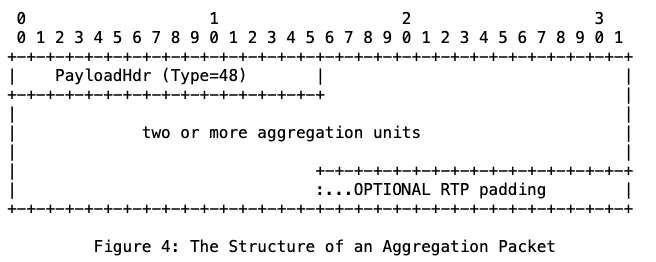 0                   1                   2                   3
 0 1 2 3 4 5 6 7 8 9 0 1 2 3 4 5 6 7 8 9 0 1 2 3 4 5 6 7 8 9 0 1
+-+-+-+-+-+-+-+-+-+-+-+-+-+-+-+-+-+-+-+-+-+-+-+-+-+-+-+-+-+-+-+-+
|    PayloadHdr (Type=48)       |                               |
+-+-+-+-+-+-+-+-+-+-+-+-+-+-+-+-+                               |
|                                                               |
|             two or more aggregation units                     |
|                                                               |
|                               +-+-+-+-+-+-+-+-+-+-+-+-+-+-+-+-+
|                               :...OPTIONAL RTP padding        |
+-+-+-+-+-+-+-+-+-+-+-+-+-+-+-+-+-+-+-+-+-+-+-+-+-+-+-+-+-+-+-+-+
Figure 4: The Structure of an Aggregation Packet